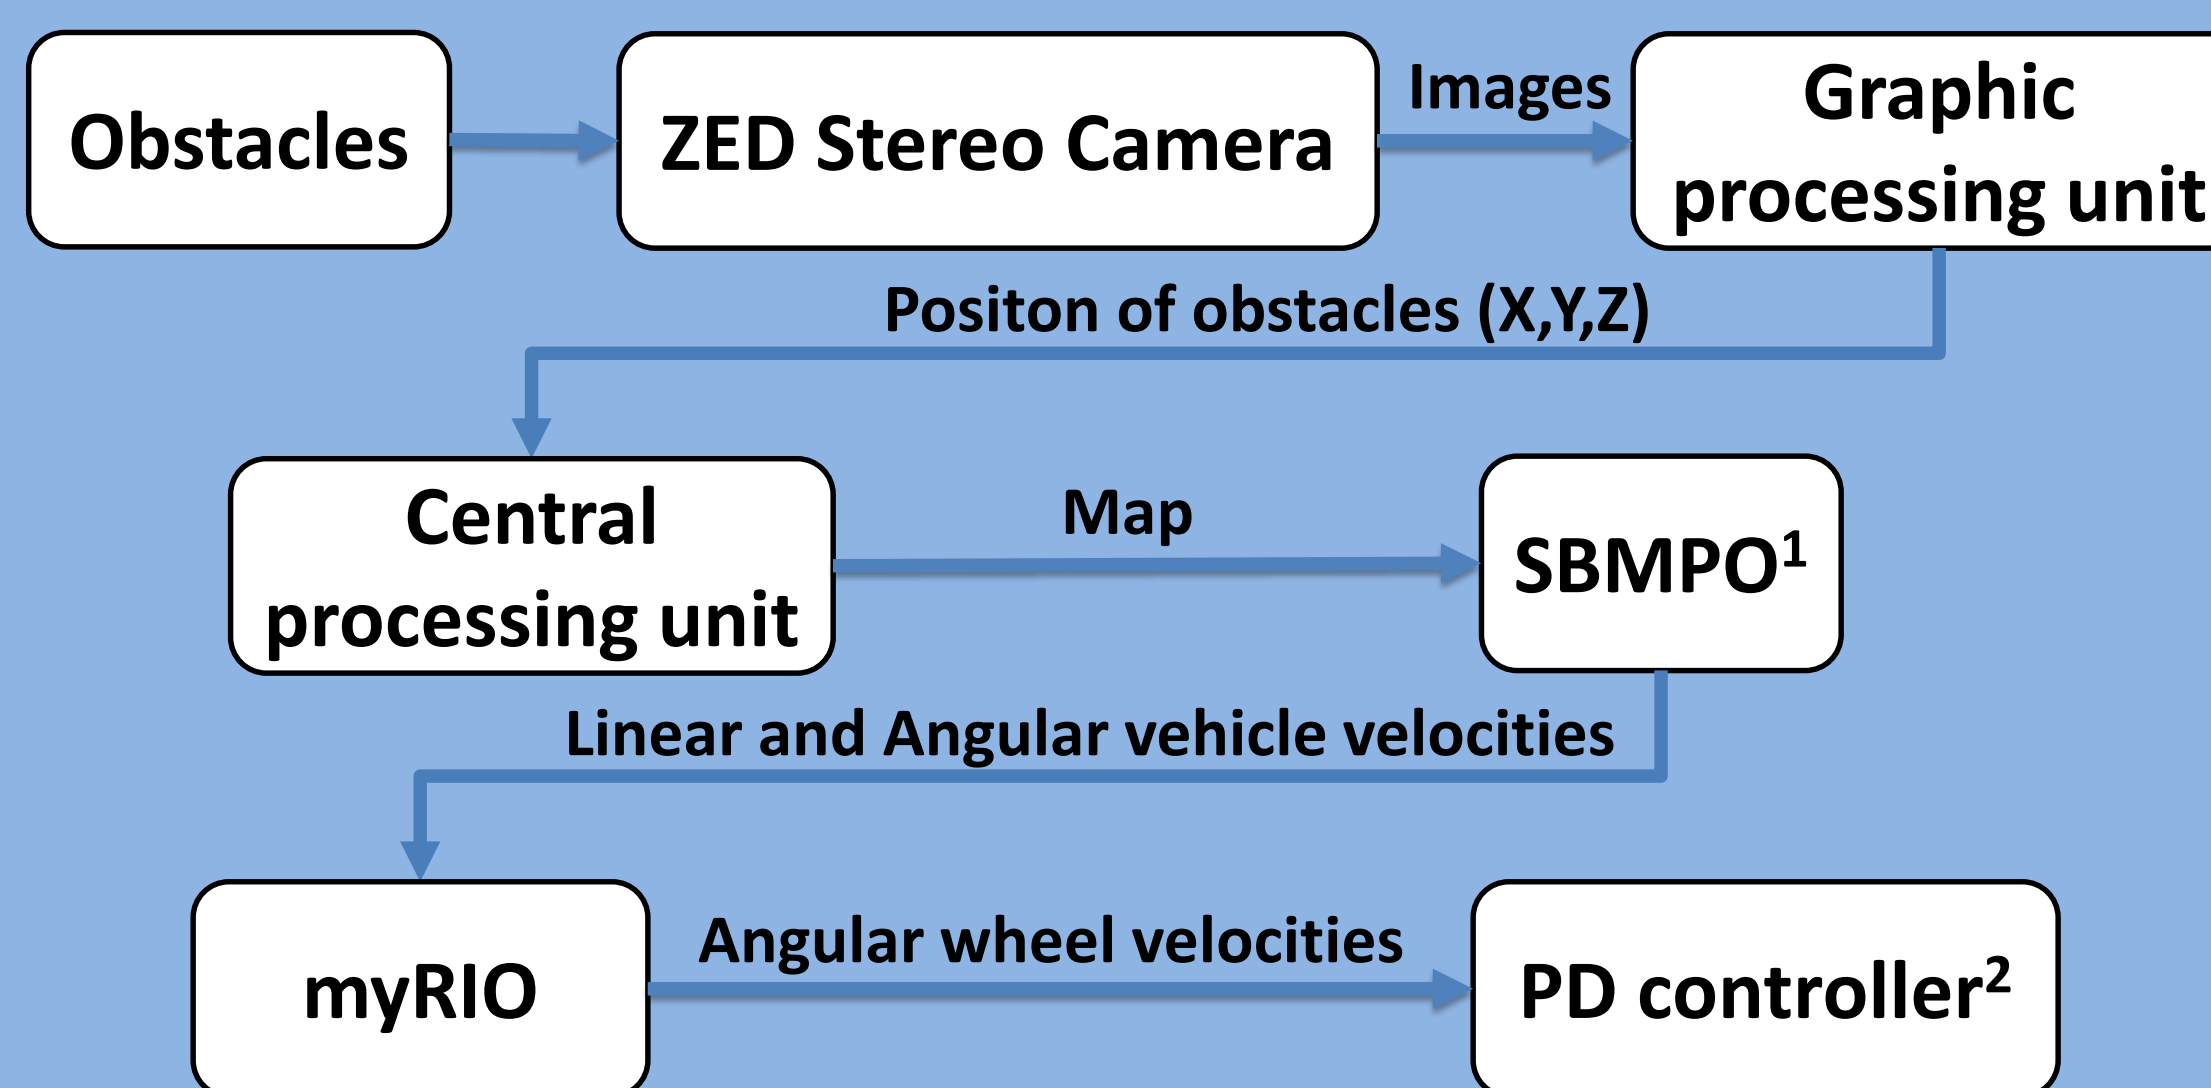 Obstacles
ZED Stereo Camera
Images
Graphic
processing unit
Positon of obstacles (X,Y,Z)
Central
processing unit
Map
SBMPO¹
Linear and Angular vehicle velocities
myRIO
Angular wheel velocities
PD controller²